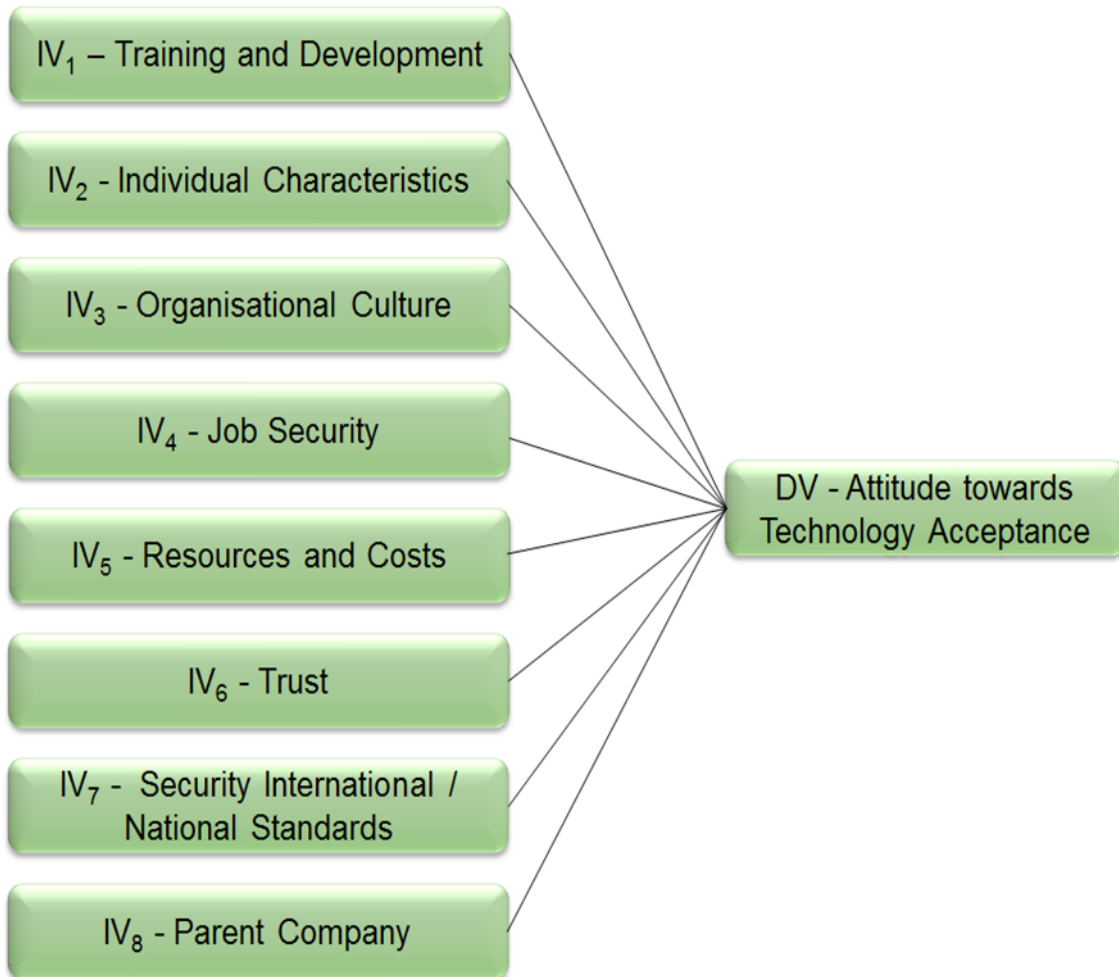 IV₁ – Training and Development
IV₂ - Individual Characteristics
IV₃ - Organisational Culture
IV₄ - Job Security
IV₅ - Resources and Costs
IV₆ - Trust
IV₇ - Security International /
National Standards
IV₈ - Parent Company
DV - Attitude towards
Technology Acceptance